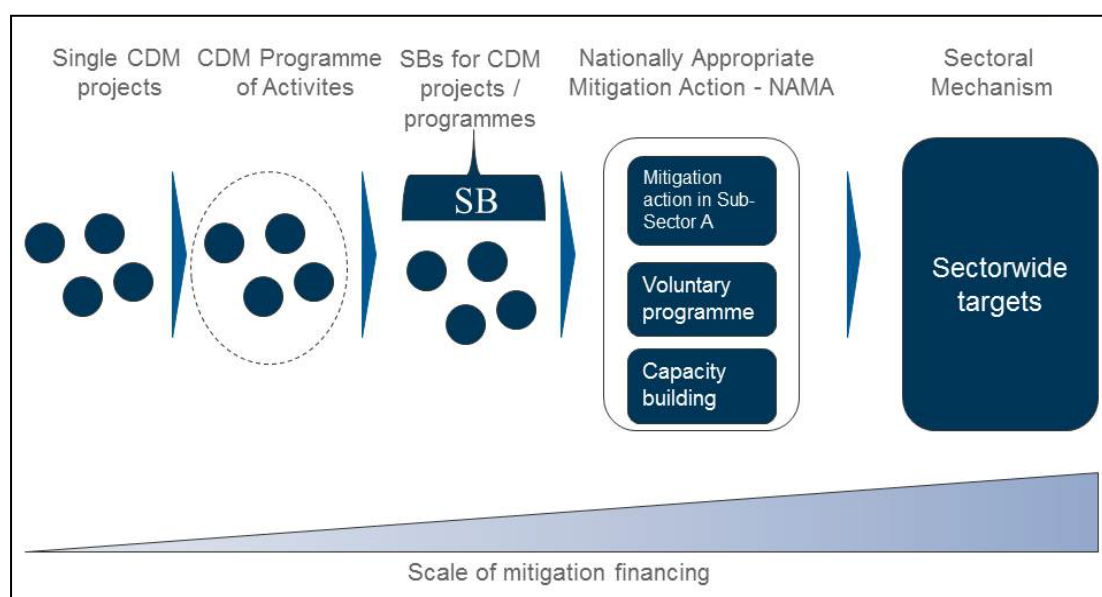 Single CDM
projects
CDM Programme
of Activites
SBs for CDM
projects /
programmes
Nationally Appropriate
Mitigation Action - NAMA
Sectoral
Mechanism
SB
Mitigation
action in Sub-
Sector A
Voluntary
programme
Capacity
building
Sectorwide
targets
Scale of mitigation financing